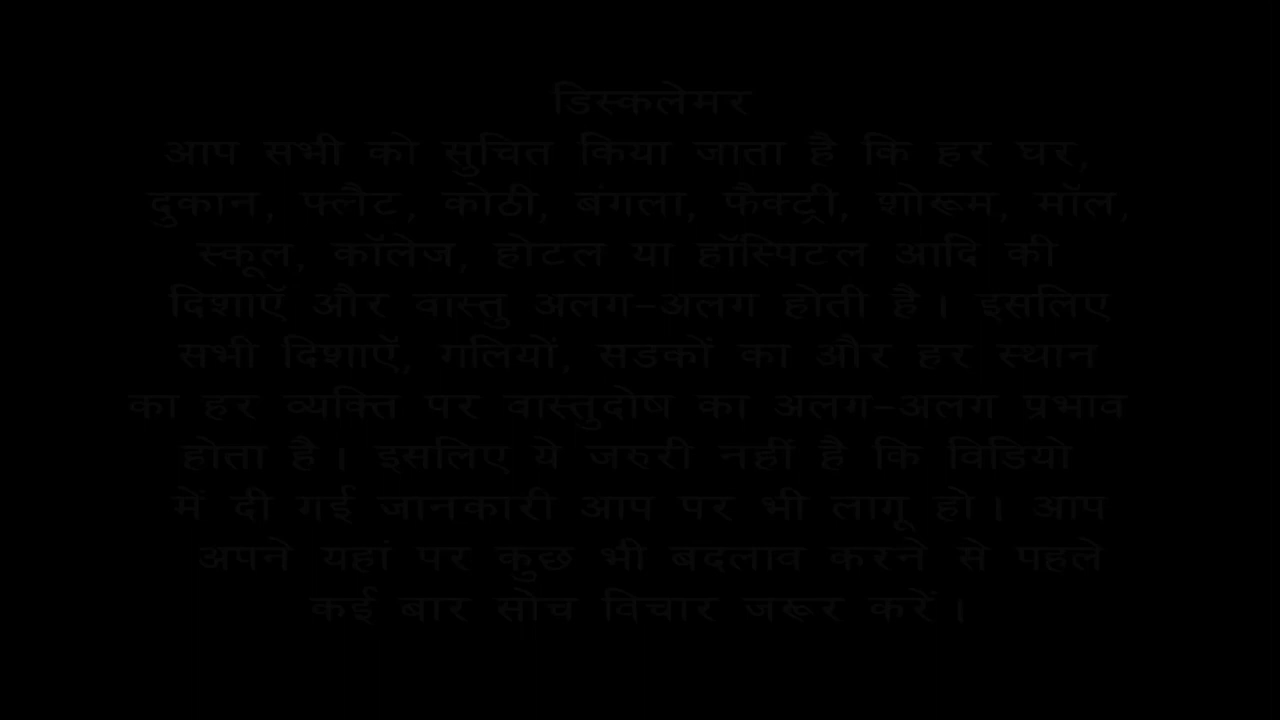 डिस्कलेमर
आप सभी को सुचित किया जाता है कि हर घर,
दुकान, फ्लैट, कोठी, बंगला, फैक्ट्री, शोरूम, मॉल,
स्कूल, कॉलेज, होटल या हॉस्पिटल आदि की
दिशाएँ और वास्तु अलग-अलग होती है। इसलिए
सभी दिशाएँ, गलियों, सडकों का और हर स्थान
का हर व्यक्ति पर वास्तुदोष का अलग-अलग प्रभाव
होता है। इसलिए ये जरुरी नहीं है कि विडियो
में दी गई जानकारी आप पर भी लागू हो। आप
अपने यहां पर कुछ भी बदलाव करने से पहले
कई बार सोच विचार जरूर करें।